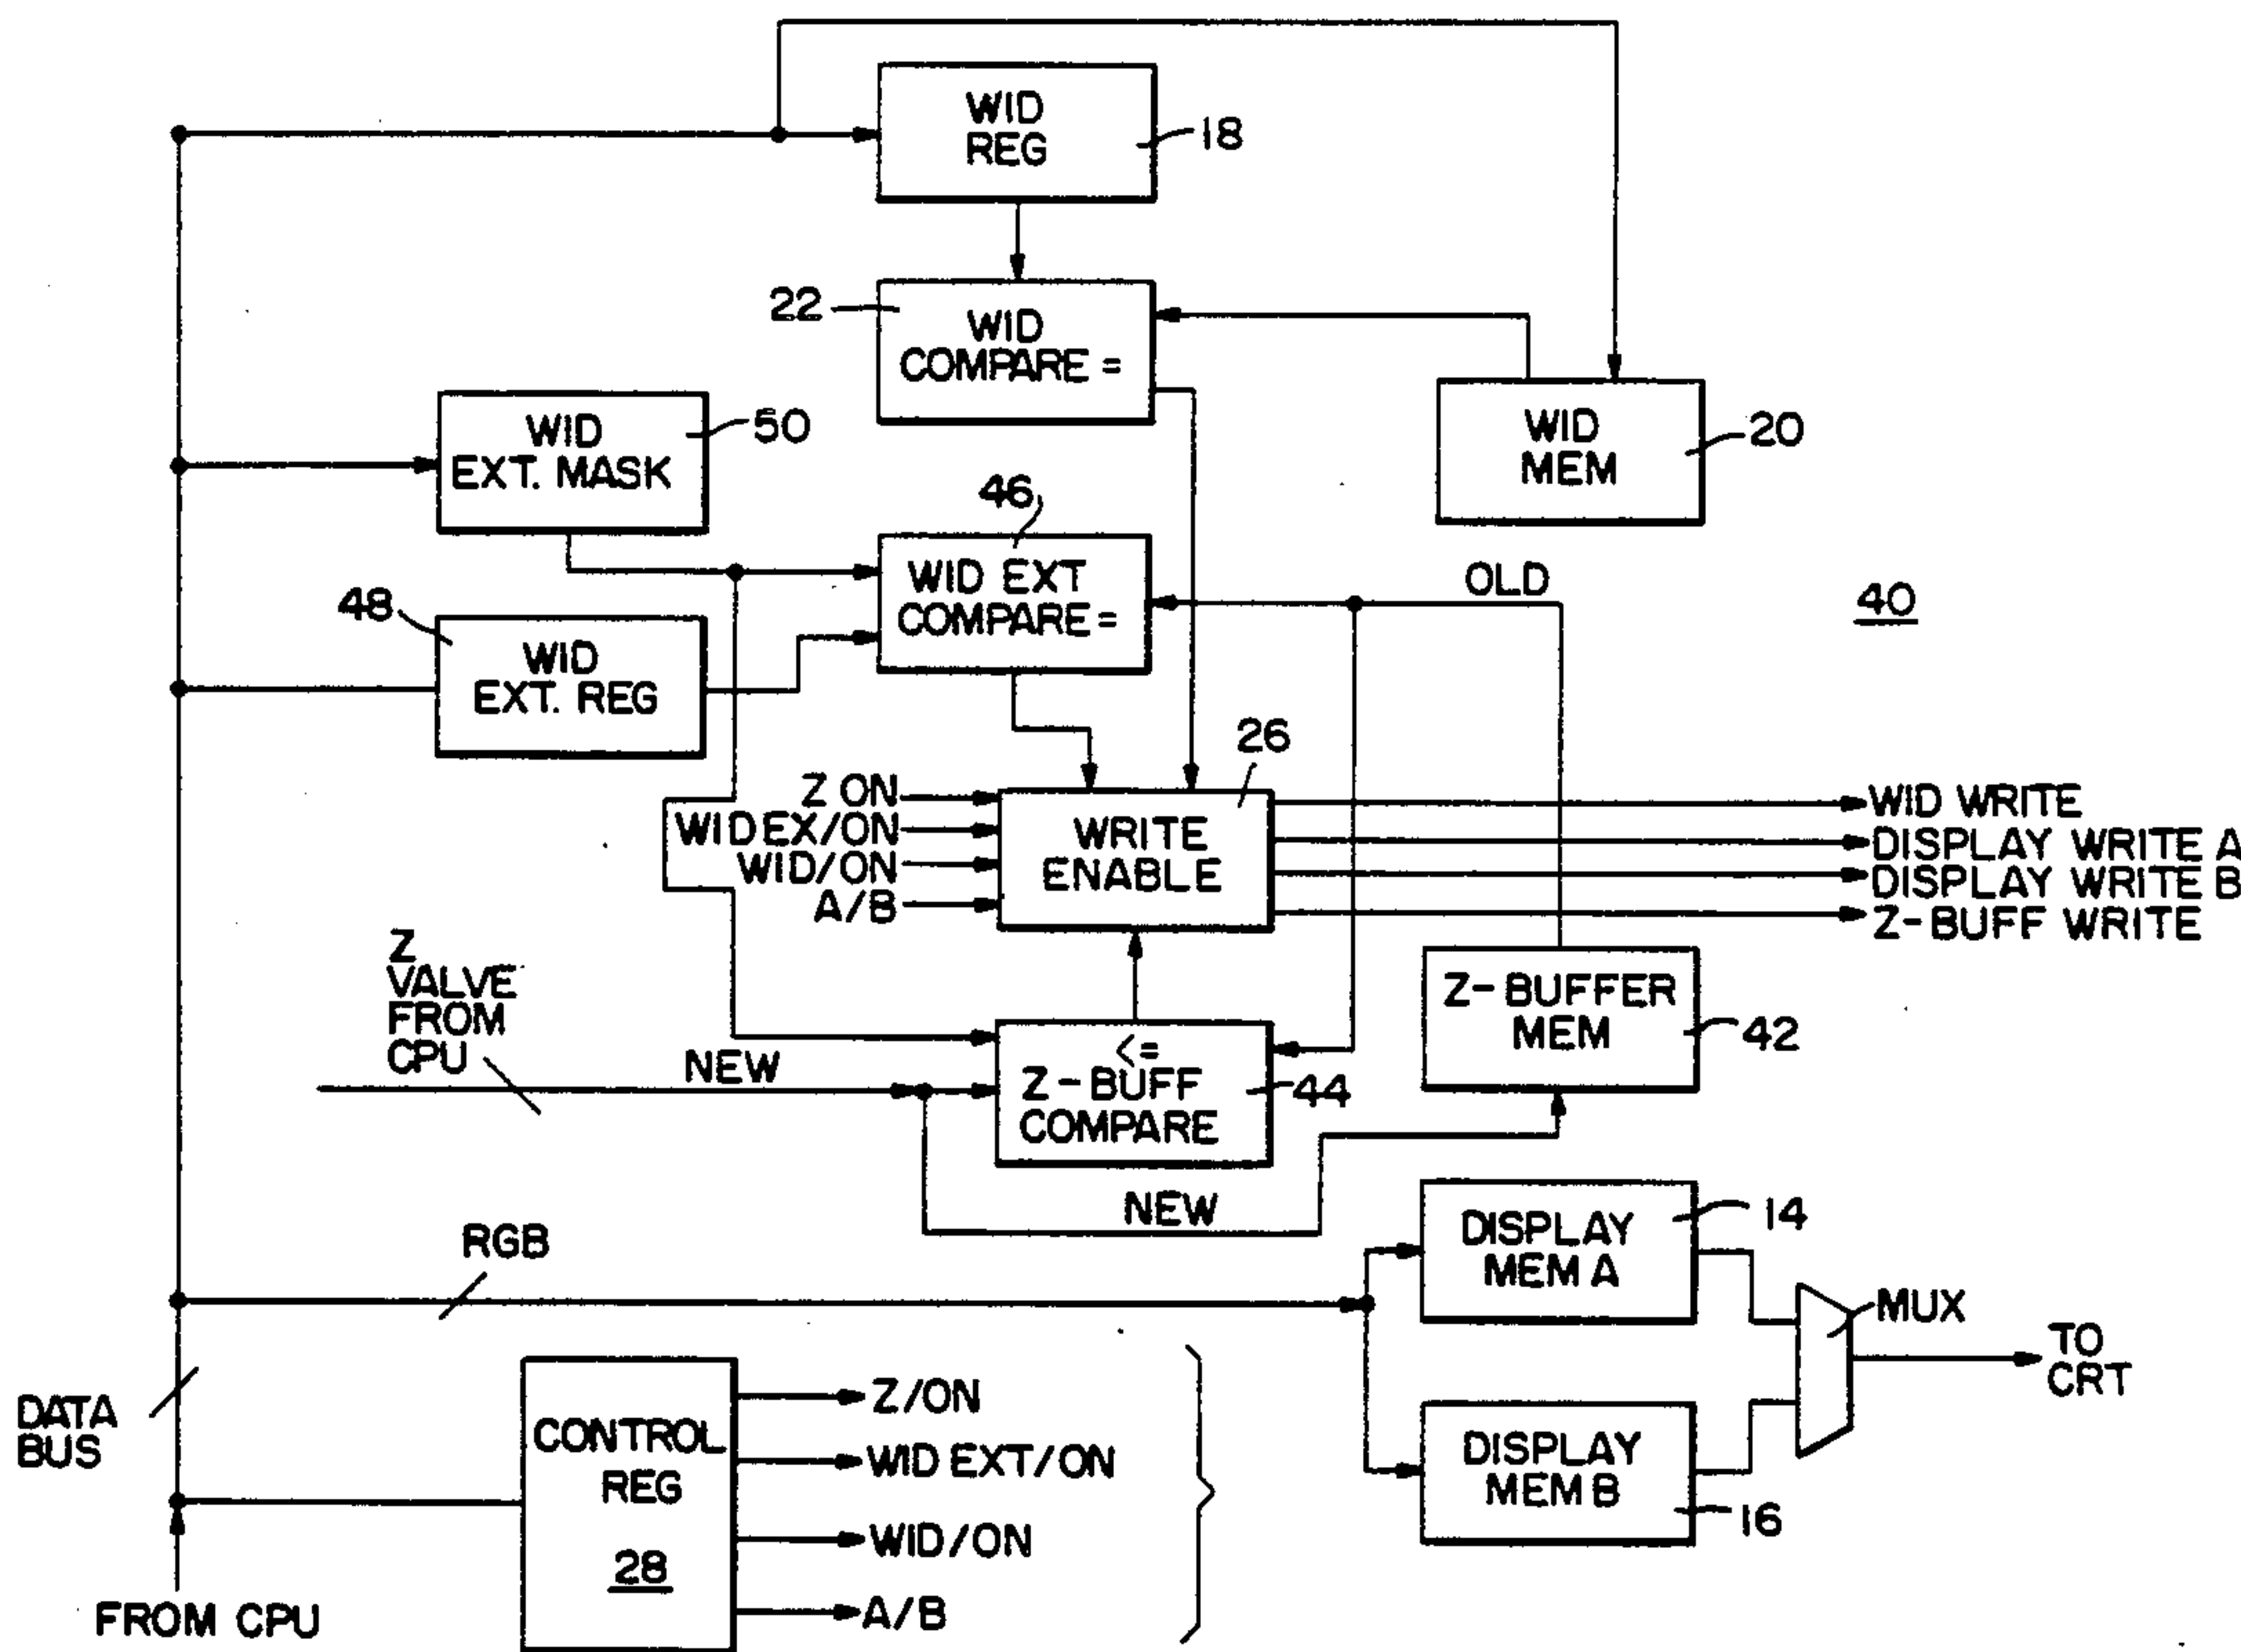 WID
REG
18
22
WID
COMPARE =
WID
EXT. MASK
50
WID
MEM
20
46
WID EXT
COMPARE =
OLD
40
48
WID
EXT. REG
26
Z ON
WID EX/ON
WID/ON
A/B
WRITE
ENABLE
WID WRITE
DISPLAY WRITE A
DISPLAY WRITE B
Z-BUFF WRITE
Z
VALVE
FROM
CPU
NEW
<=
Z-BUFF
COMPARE
44
Z-BUFFER
MEM
42
NEW
RGB
DISPLAY
MEM A
14
MUX
TO
CRT
DISPLAY
MEM B
16
DATA
BUS
CONTROL
REG
28
Z/ON
WID EXT/ON
WID/ON
A/B
FROM CPU